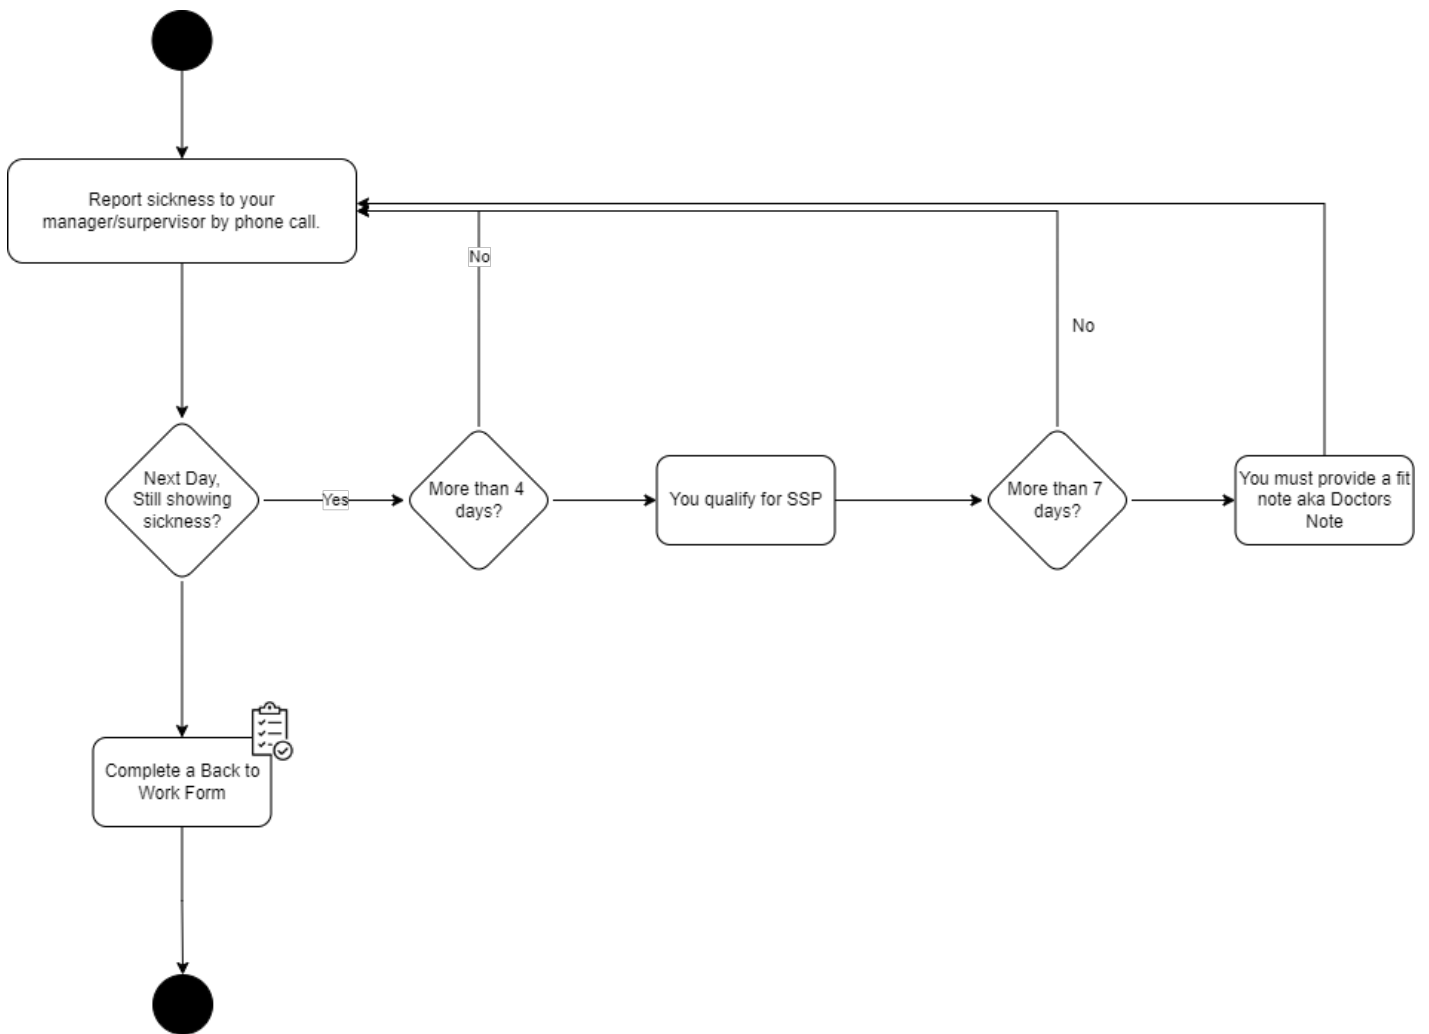 Report sickness to your
manager/surpervisor by phone call.
No
No
Next Day,
Still showing
sickness?
Yes
More than 4
days?
You qualify for SSP
More than 7
days?
You must provide a fit
note aka Doctors
Note
Complete a Back to
Work Form